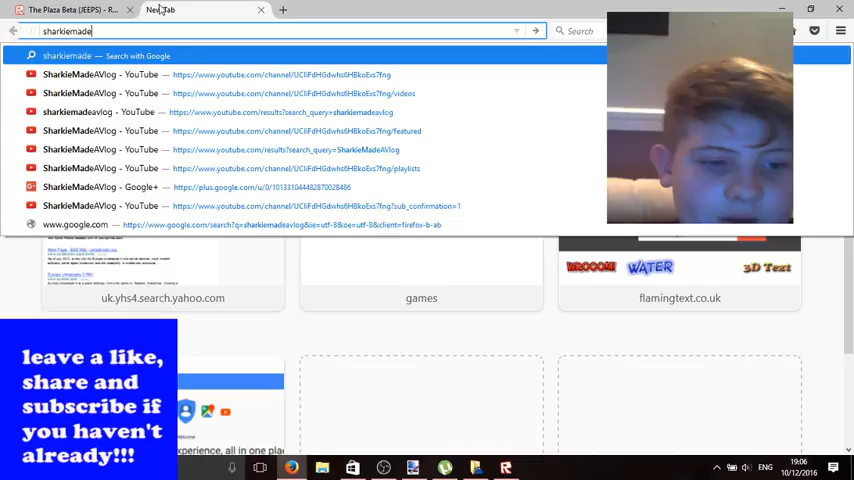 The Plaza Beta (JEEPS) - R...
New Tab
sharkiemade
Search
sharkiemade - Search with Google
SharkieMadeAVlog - YouTube https://www.youtube.com/channel/UCliFdHGdwhs6HBkoExs7fng
SharkieMadeAVlog - YouTube https://www.youtube.com/channel/UCliFdHGdwhs6HBkoExs7fng/videos
sharkiemadeavlog - YouTube https://www.youtube.com/results?search_query=sharkiemadeavlog
SharkieMadeAVlog - YouTube https://www.youtube.com/channel/UCliFdHGdwhs6HBkoExs7fng/featured
SharkieMadeAVlog - YouTube https://www.youtube.com/results?search_query=SharkieMadeAVlog
SharkieMadeAVlog - YouTube https://www.youtube.com/channel/UCliFdHGdwhs6HBkoExs7fng/playlists
SharkieMadeAVlog - Google+ https://plus.google.com/u/0/101331044482870028486
SharkieMadeAVlog - YouTube https://www.youtube.com/channel/UCliFdHGdwhs6HBkoExs7fng?sub_confirmation=1
www.google.com https://www.google.com/search?q=sharkiemadeavlog&ie=utf-8&oe=utf-8&client=firefox-b-ab
WROOOM! WATER 3D Text
uk.yhs4.search.yahoo.com
games
flamingtext.co.uk
leave a like,
share and
subscribe if
you haven't
already!!!
experience, all in one place
ENG
19:06
10/12/2016